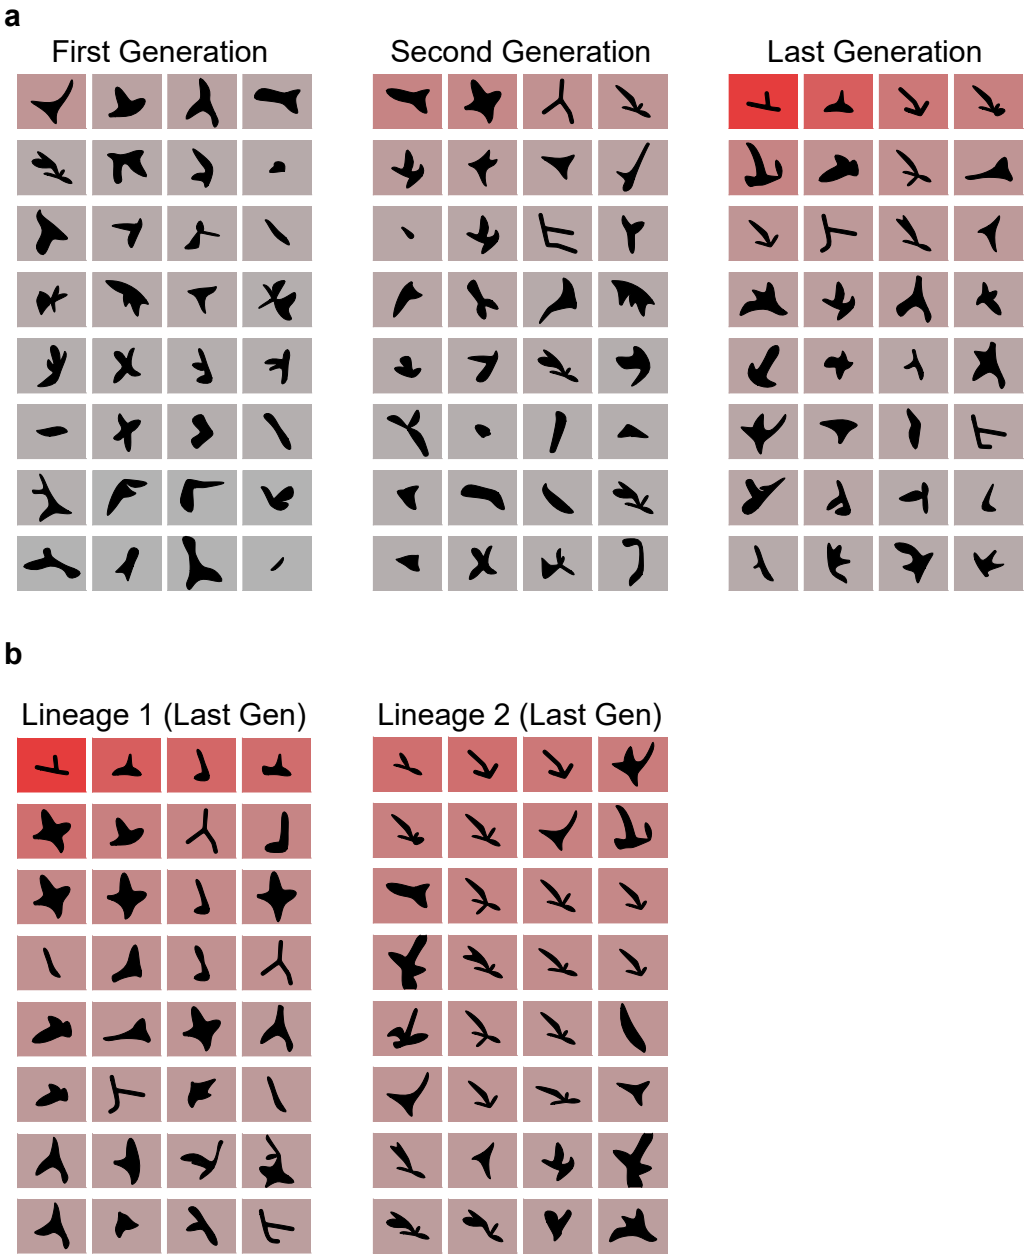 a
First Generation
Second Generation
Last Generation
b
Lineage 1 (Last Gen)
Lineage 2 (Last Gen)